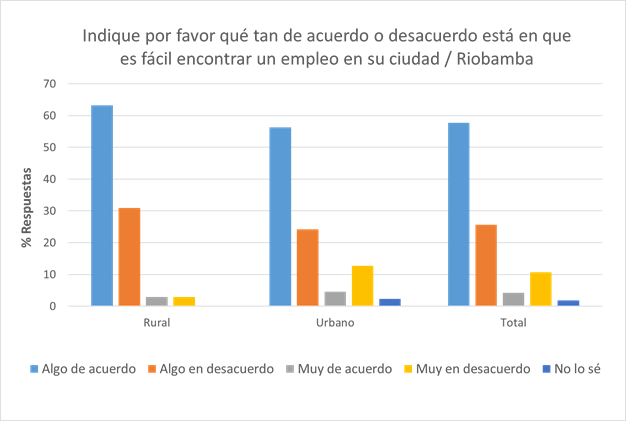 Indique por favor qué tan de acuerdo o desacuerdo está en que
es fácil encontrar un empleo en su ciudad / Riobamba
70
60
50
40
30
20
10
0
% Respuestas
Rural Urbano Total
Algo de acuerdo Algo en desacuerdo Muy de acuerdo Muy en desacuerdo No lo sé